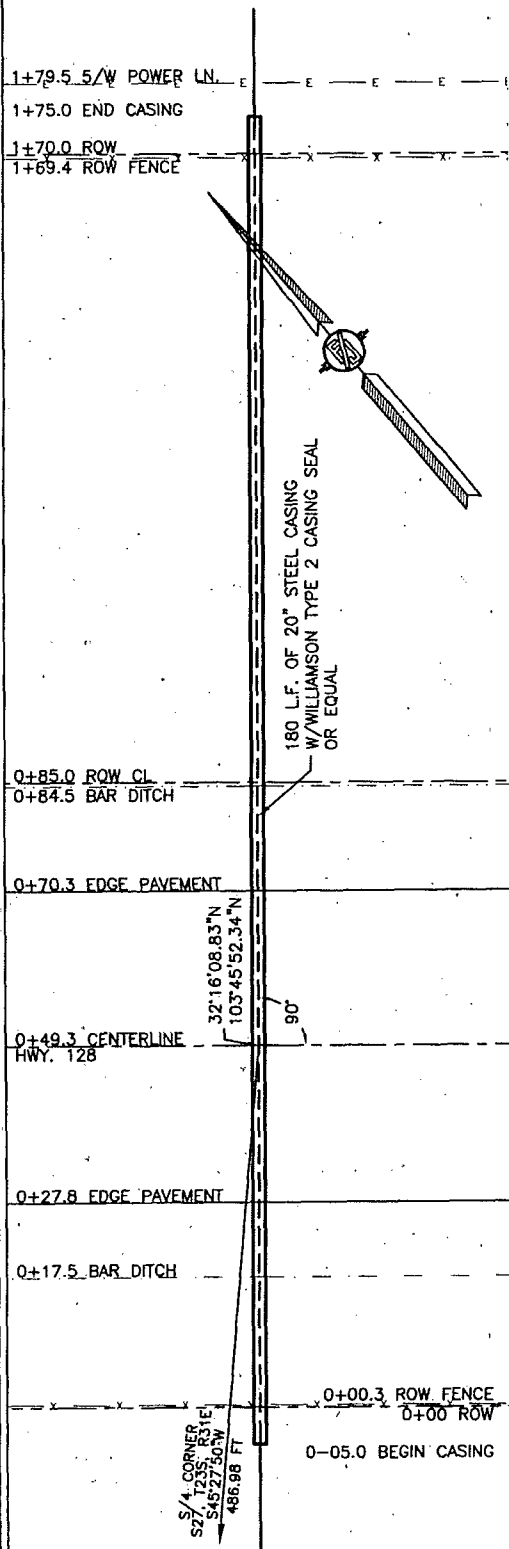 1+79.5 5/W POWER LN.
E E E E
1+75.0 END CASING
1+70.0 ROW
1+69.4 ROW FENCE
X X X X
180 L.F. OF 20" STEEL CASING
W/WILLIAMSON TYPE 2 CASING SEAL
OR EQUAL
0+85.0 ROW CL
0+84.5 BAR DITCH
0+70.3 EDGE PAVEMENT
32°16'08.83"N
103°45'52.34"N
90°
0+49.3 CENTERLINE
HWY. 128
0+27.8 EDGE PAVEMENT
0+17.5 BAR DITCH
0+00.3 ROW FENCE
X X X X X X
0+00 ROW
0-05.0 BEGIN CASING
S/4 CORNER
S27, T23S, R31E
S45°27'50"W
486.98 FT